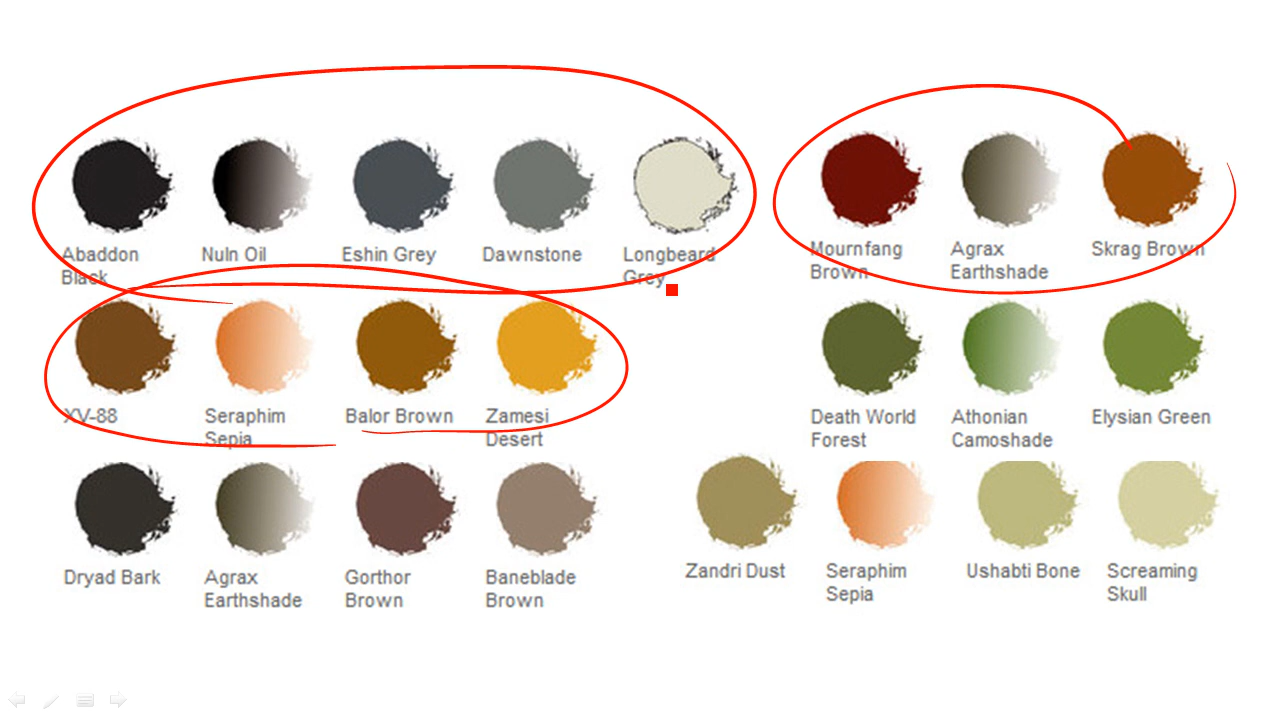 Abaddon
Black
Nuln Oil
Eshin Grey
Dawnstone
Longbeard
Grey
Mournfang
Brown
Agrax
Earthshade
Skrag Brown
XV-88
Seraphim
Sepia
Balor Brown
Zamesi
Desert
Death World
Forest
Athonian
Camoshade
Elysian Green
Dryad Bark
Agrax
Earthshade
Gorthor
Brown
Baneblade
Brown
Zandri Dust
Seraphim
Sepia
Ushabti Bone
Screaming
Skull